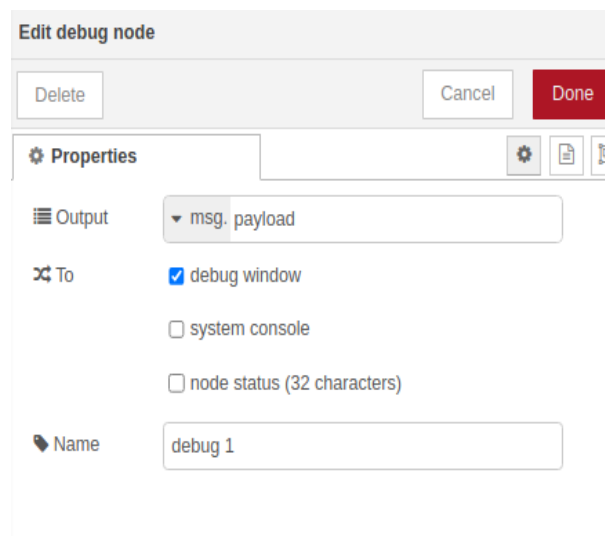 Edit debug node
Delete
Cancel
Done
Properties
Output
msg. payload
To
debug window
system console
node status (32 characters)
Name
debug 1